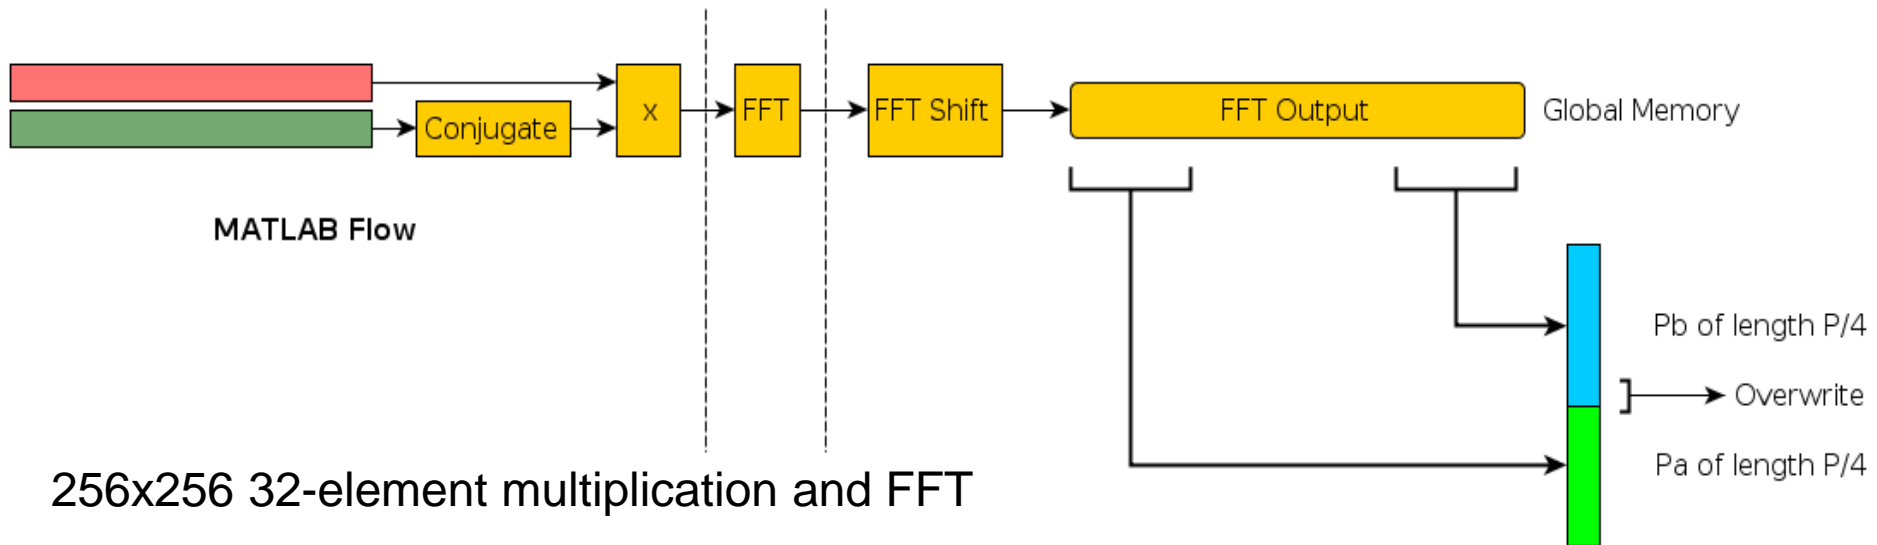 Conjugate
x
FFT
FFT Shift
FFT Output
Global Memory
MATLAB Flow
Pb of length P/4
Overwrite
Pa of length P/4
256x256 32-element multiplication and FFT